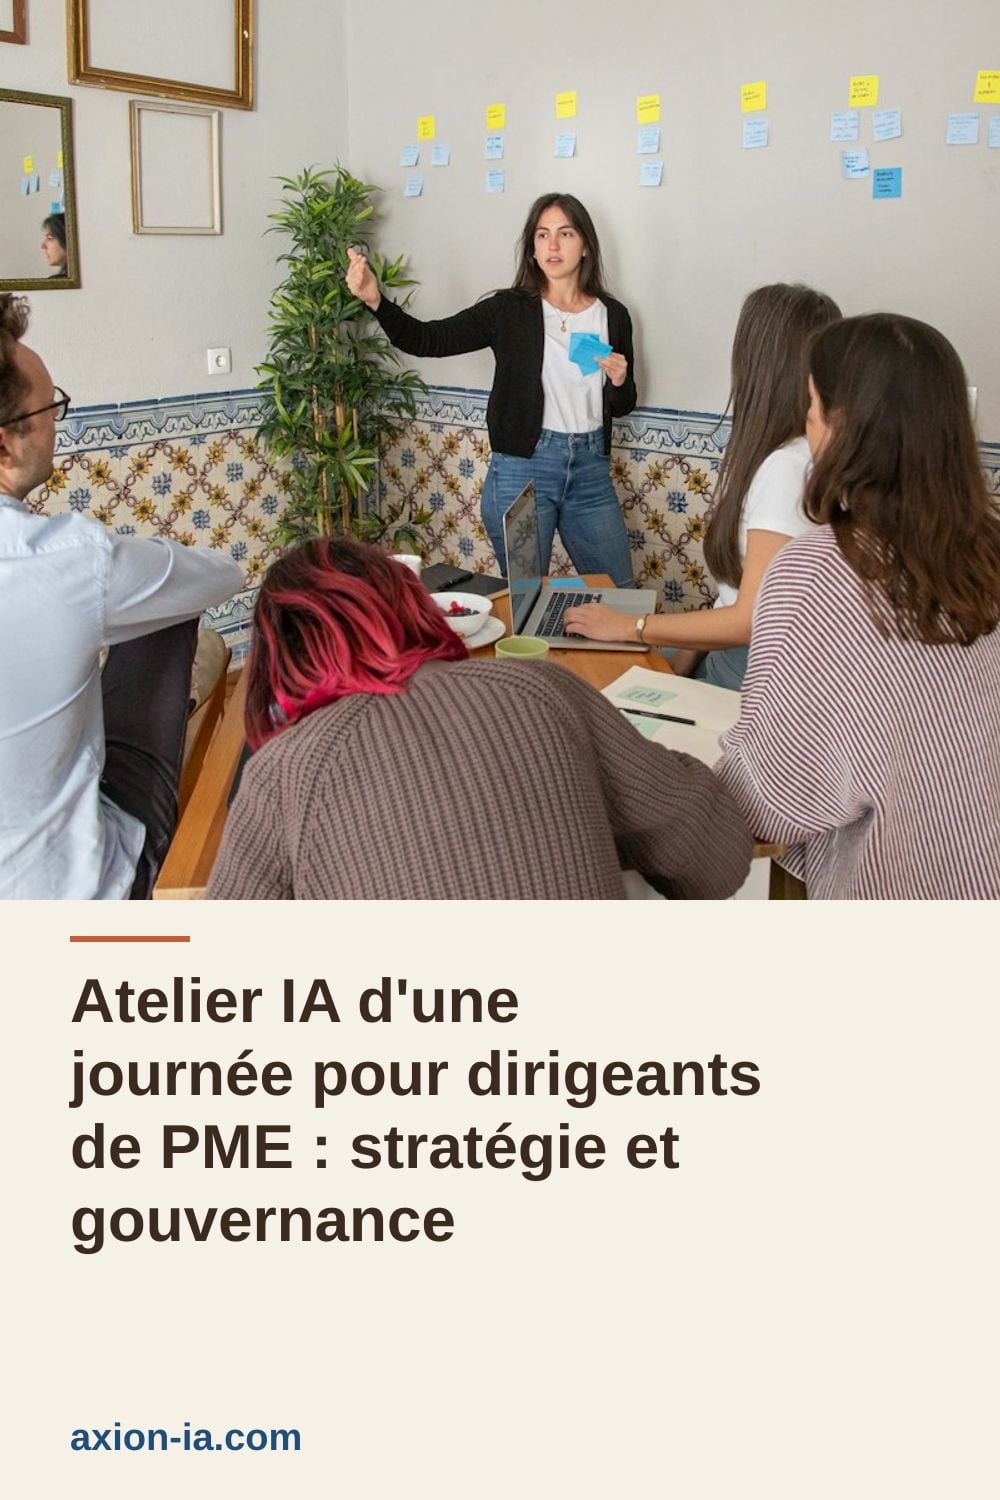 Atelier IA d'une
journée pour dirigeants
de PME : stratégie et
gouvernance
axion-ia.com